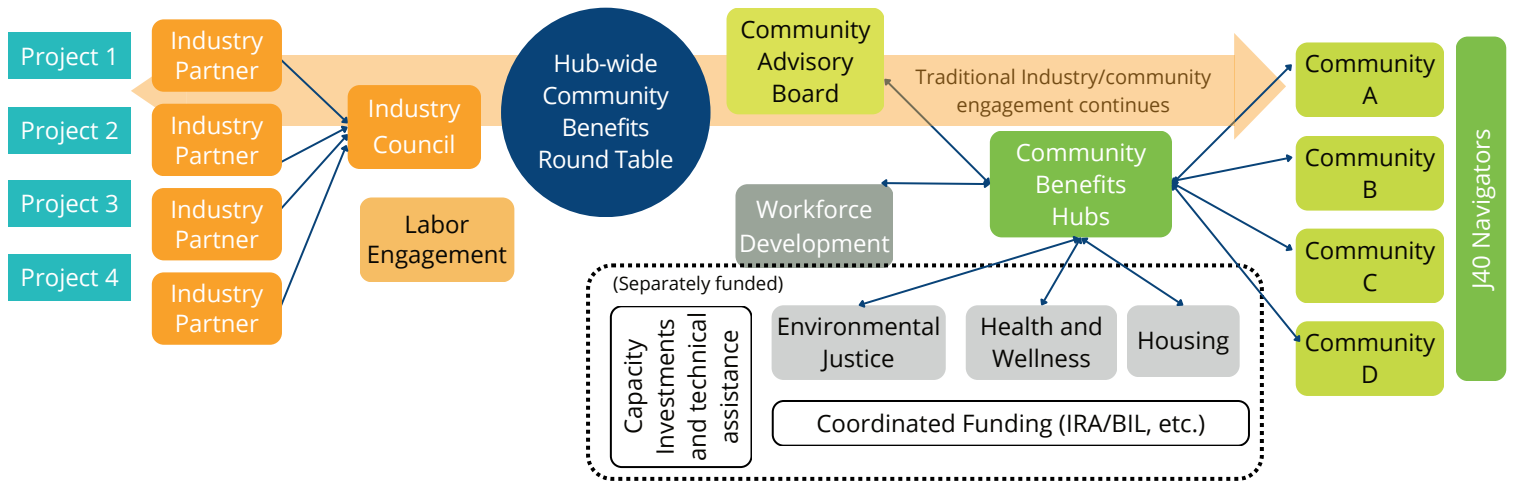 Project 1
Project 2
Project 3
Project 4
Industry
Partner
Industry
Partner
Industry
Partner
Industry
Partner
Industry
Council
Labor
Engagement
Hub-wide
Community
Benefits
Round Table
Community
Advisory
Board
Traditional Industry/community
engagement continues
Workforce
Development
Community
Benefits
Hubs
(Separately funded)
Capacity
Investments
and technical
assistance
Environmental
Justice
Health and
Wellness
Housing
Coordinated Funding (IRA/BIL, etc.)
Community
A
Community
B
Community
C
Community
D
J40 Navigators